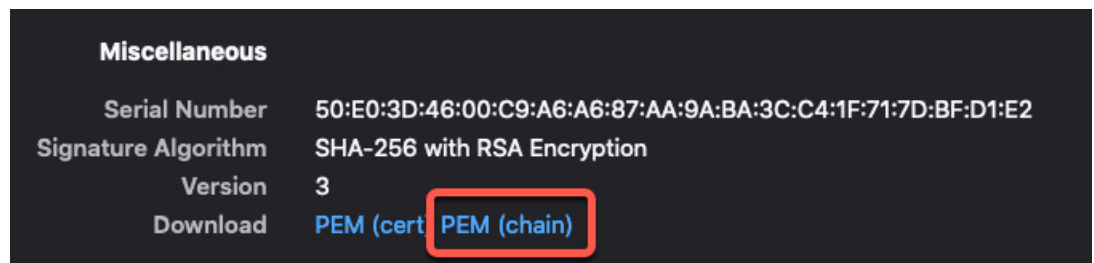 Miscellaneous
Serial Number 50:E0:3D:46:00:C9:A6:A6:87:AA:9A:BA:3C:C4:1F:71:7D:BF:D1:E2
Signature Algorithm SHA-256 with RSA Encryption
Version 3
Download PEM (cert) PEM (chain)